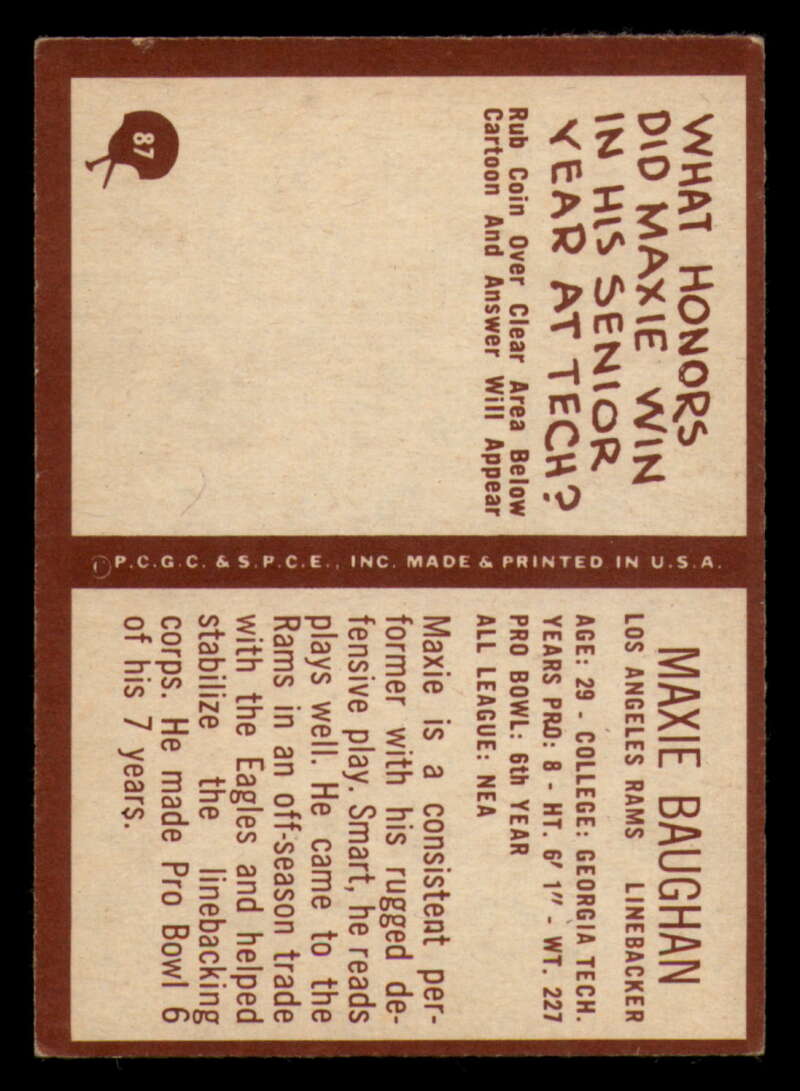 87
WHAT HONORS
DID MAXIE WIN
IN HIS SENIOR
YEAR AT TECH?
Rub Coin Over Clear Area Below
Cartoon And Answer Will Appear
©P.C.G.C. & S.P.C.E., INC. MADE & PRINTED IN U.S.A.
MAXIE BAUGHAN
LOS ANGELES RAMS LINEBACKER
AGE: 29 - COLLEGE: GEORGIA TECH.
YEARS PRO: 8 - HT. 6' 1" - WT. 227
PRO BOWL: 6th YEAR
ALL LEAGUE: NEA
Maxie is a consistent per-
former with his rugged de-
fensive play. Smart, he reads
plays well. He came to the
Rams in an off-season trade
with the Eagles and helped
stabilize the linebacking
corps. He made Pro Bowl 6
of his 7 years.